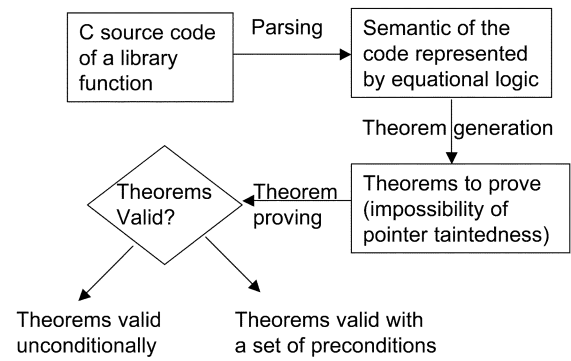 C source code
of a library
function
Parsing
Semantic of the
code represented
by equational logic
Theorem generation
Theorems to prove
(impossibility of
pointer taintedness)
Theorem
proving
Theorems
Valid?
Theorems valid
unconditionally
Theorems valid with
a set of preconditions